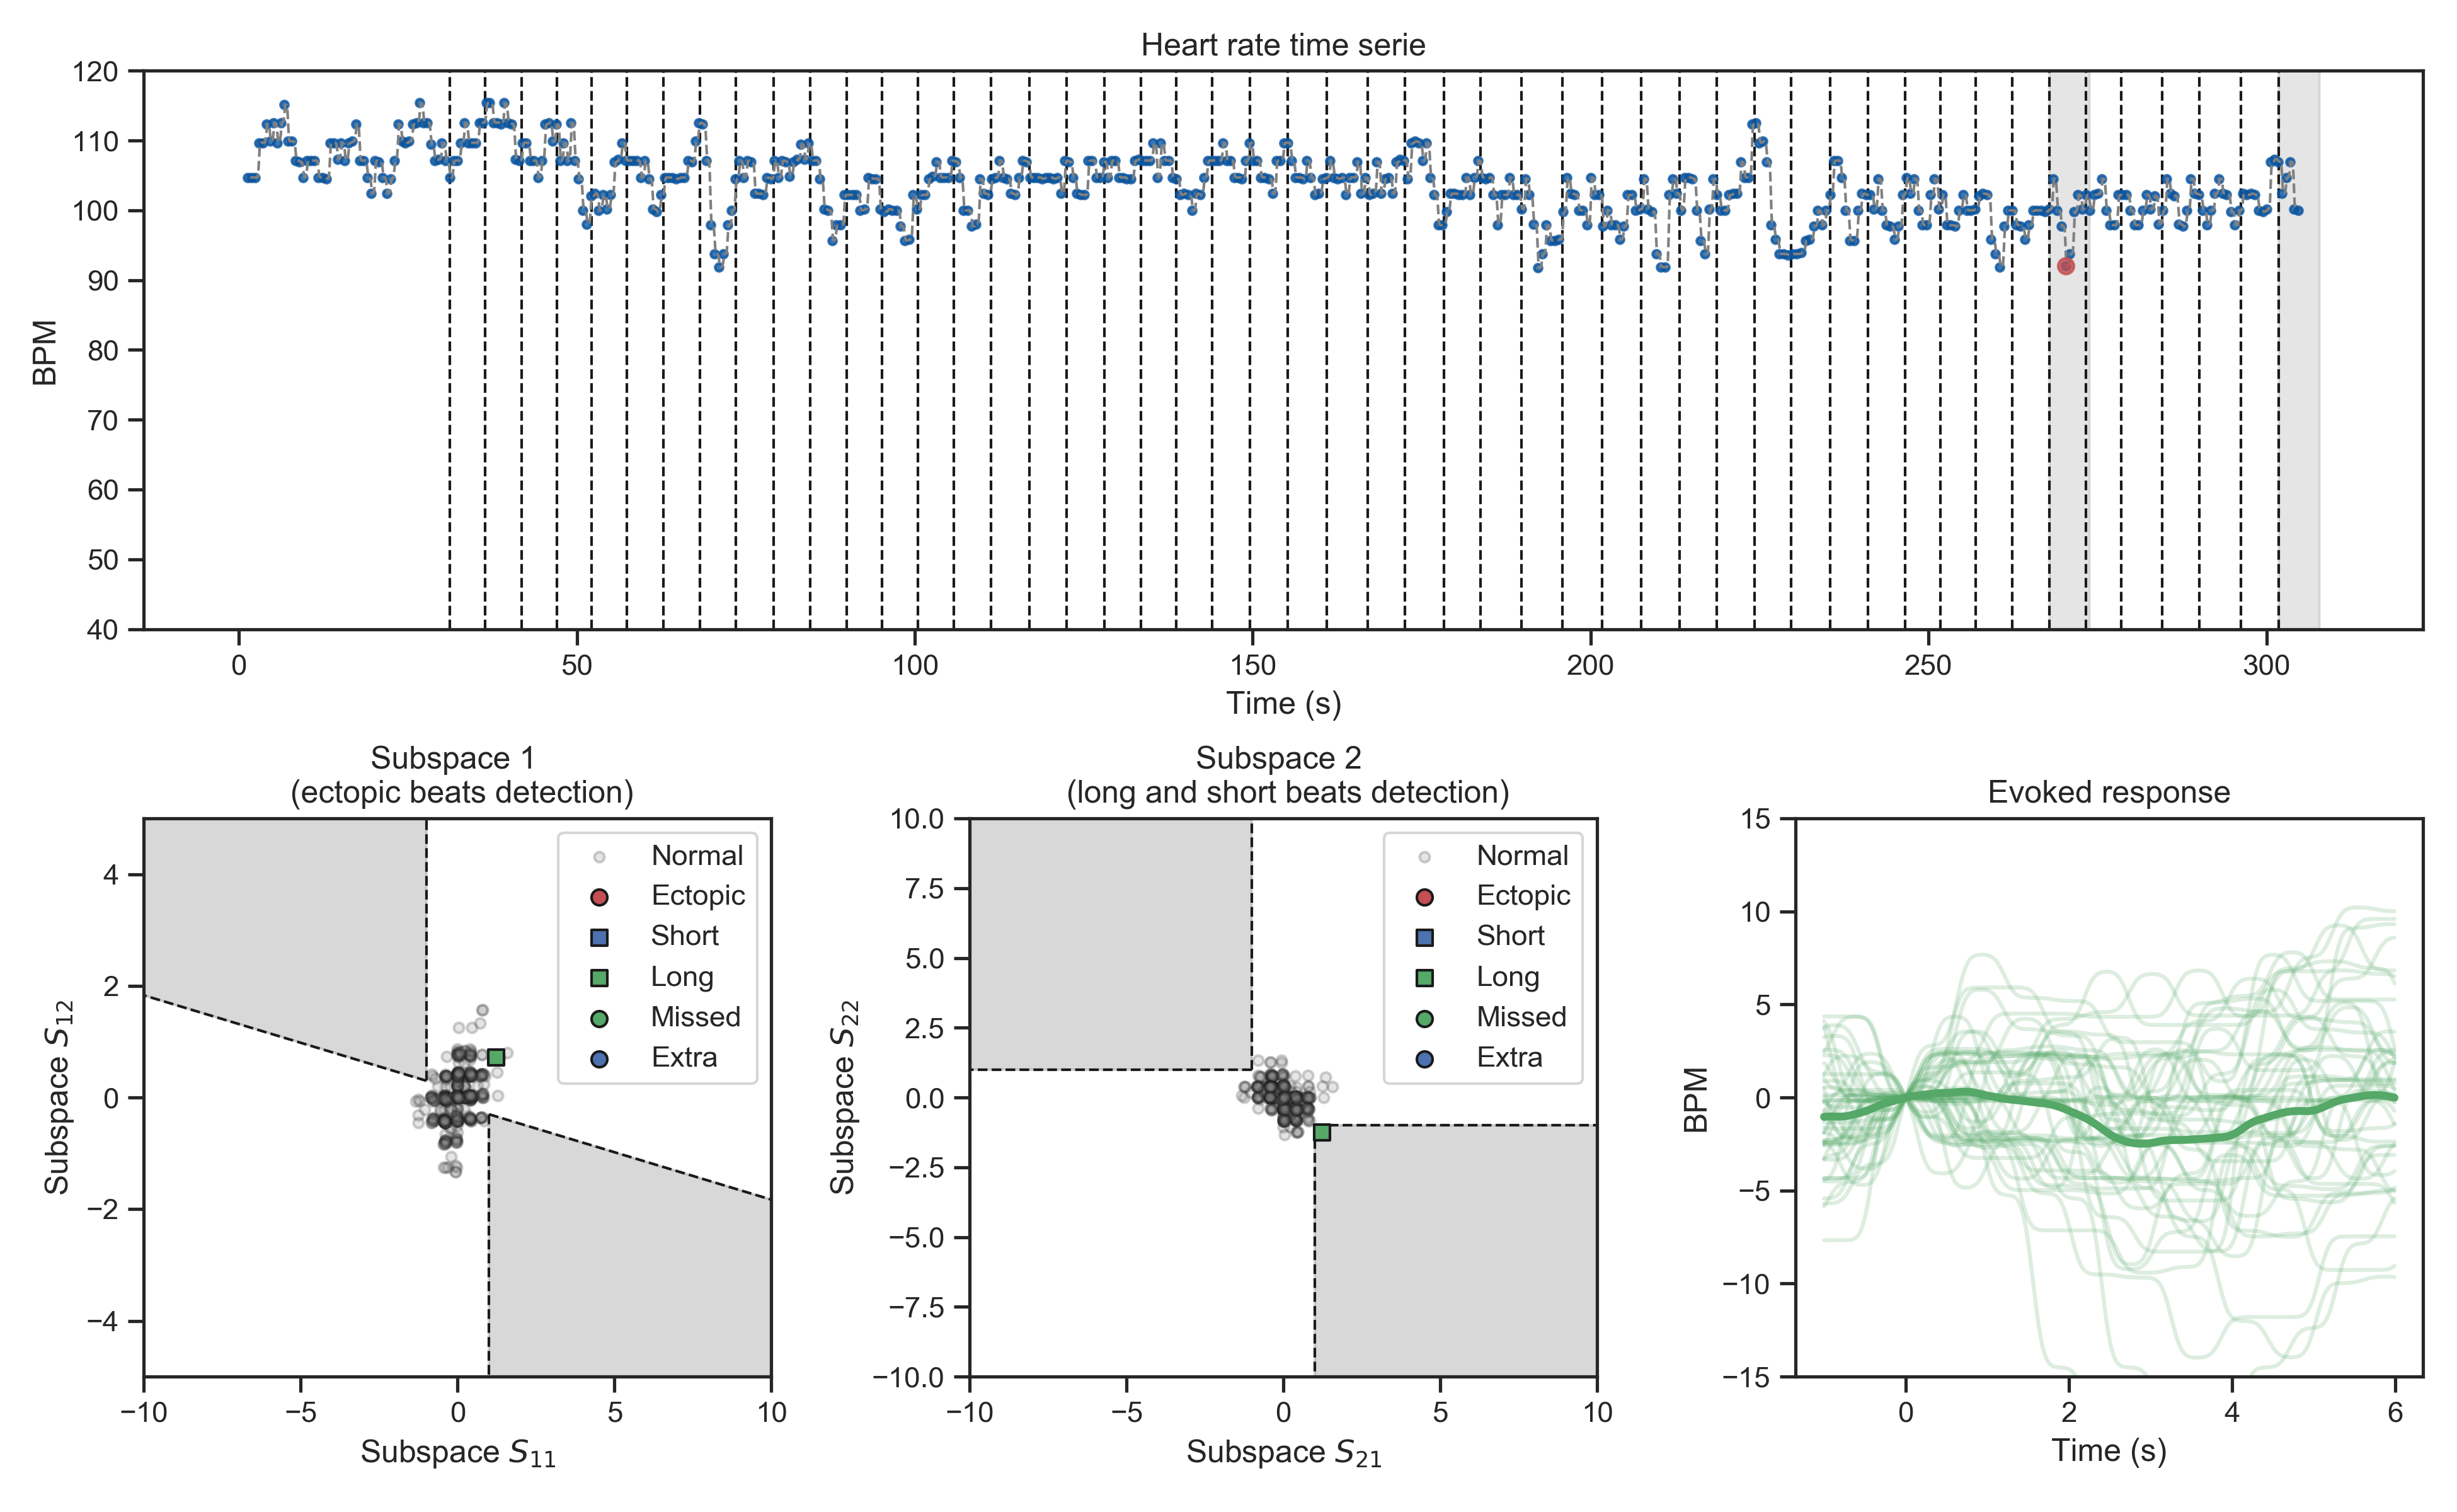 Heart rate time serie
120
110
100
90
80
70
60
50
40
BPM
0 50 100 150 200 250 300
Time (s)
Subspace 1
(ectopic beats detection)
4
2
0
−2
−4
Subspace S12
−10 −5 0 5 10
Subspace S11
Normal
Ectopic
Short
Long
Missed
Extra
Subspace 2
(long and short beats detection)
10.0
7.5
5.0
2.5
0.0
−2.5
−5.0
−7.5
−10.0
Subspace S22
−10 −5 0 5 10
Subspace S21
Normal
Ectopic
Short
Long
Missed
Extra
Evoked response
15
10
5
0
−5
−10
−15
BPM
0 2 4 6
Time (s)